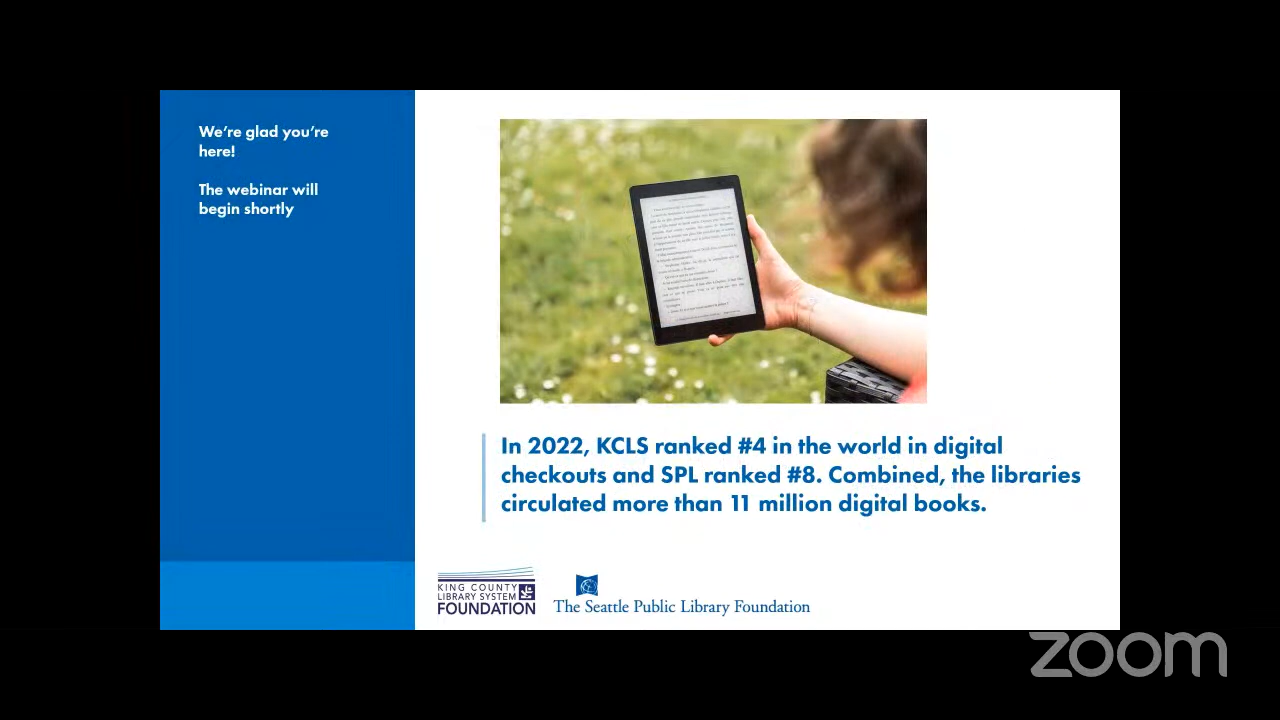 We're glad you're
here!
The webinar will
begin shortly
In 2022, KCLS ranked #4 in the world in digital
checkouts and SPL ranked #8. Combined, the libraries
circulated more than 11 million digital books.
KING COUNTY
LIBRARY SYSTEM
FOUNDATION
The Seattle Public Library Foundation
zoom